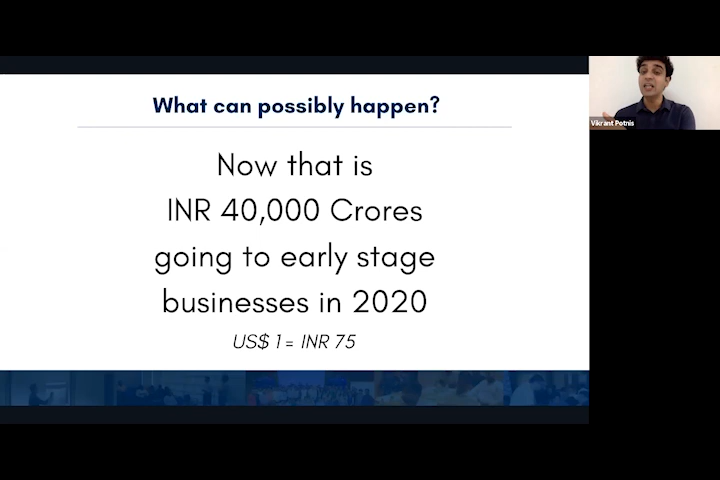 What can possibly happen?
Now that is
INR 40,000 Crores
going to early stage
businesses in 2020
US$ 1 = INR 75
Vikrant Potnis